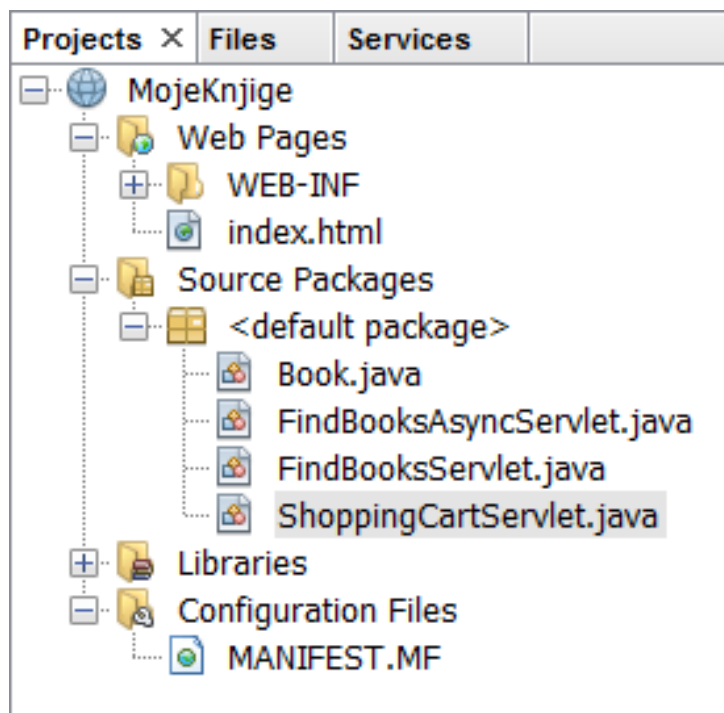 Projects Files Services
MojeKnjige
Web Pages
WEB-INF
index.html
Source Packages
<default package>
Book.java
FindBooksAsyncServlet.java
FindBooksServlet.java
ShoppingCartServlet.java
Libraries
Configuration Files
MANIFEST.MF